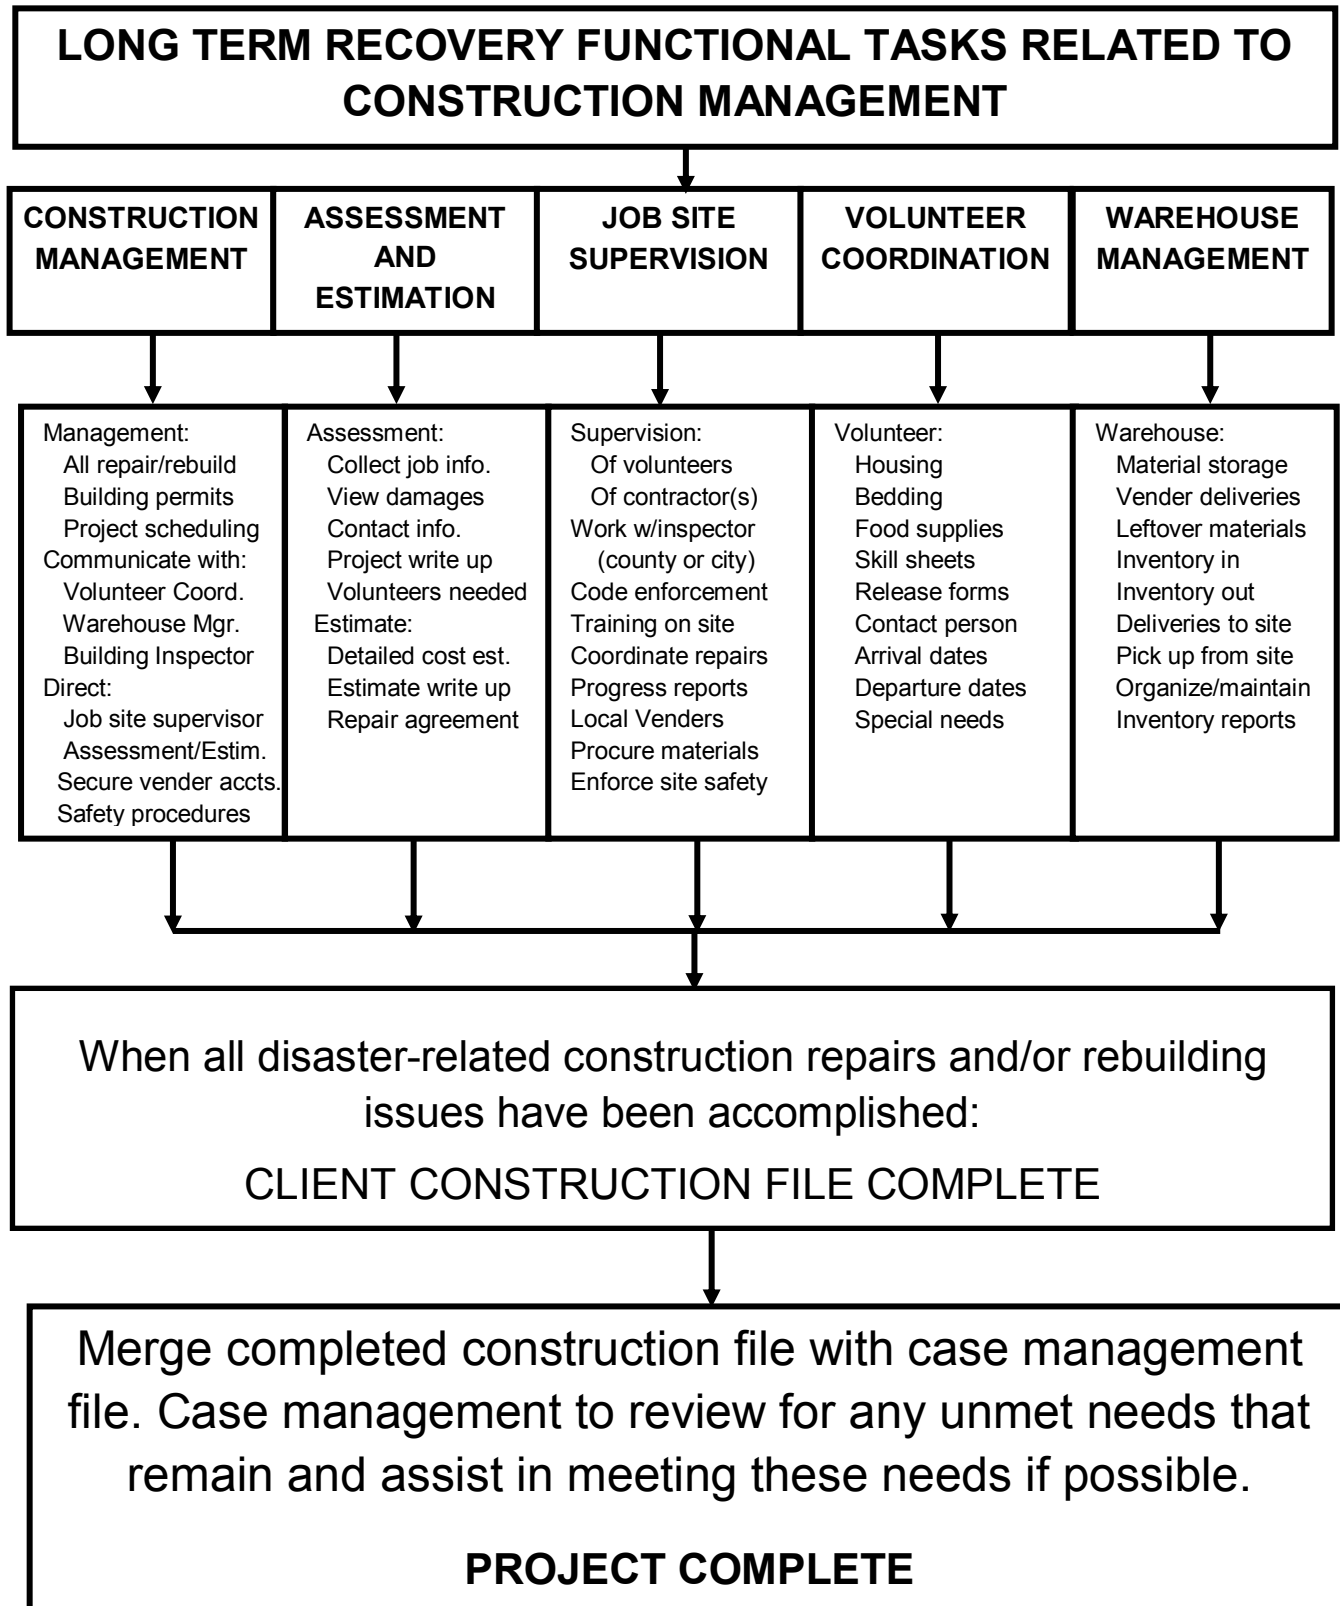 LONG TERM RECOVERY FUNCTIONAL TASKS RELATED TO
CONSTRUCTION MANAGEMENT
CONSTRUCTION
MANAGEMENT
ASSESSMENT
AND
ESTIMATION
JOB SITE
SUPERVISION
VOLUNTEER
COORDINATION
WAREHOUSE
MANAGEMENT
Management:
All repair/rebuild
Building permits
Project scheduling
Communicate with:
Volunteer Coord.
Warehouse Mgr.
Building Inspector
Direct:
Job site supervisor
Assessment/Estim.
Secure vender accts.
Safety procedures
Assessment:
Collect job info.
View damages
Contact info.
Project write up
Volunteers needed
Estimate:
Detailed cost est.
Estimate write up
Repair agreement
Supervision:
Of volunteers
Of contractor(s)
Work w/inspector
(county or city)
Code enforcement
Training on site
Coordinate repairs
Progress reports
Local Venders
Procure materials
Enforce site safety
Volunteer:
Housing
Bedding
Food supplies
Skill sheets
Release forms
Contact person
Arrival dates
Departure dates
Special needs
Warehouse:
Material storage
Vender deliveries
Leftover materials
Inventory in
Inventory out
Deliveries to site
Pick up from site
Organize/maintain
Inventory reports
When all disaster-related construction repairs and/or rebuilding
issues have been accomplished:
CLIENT CONSTRUCTION FILE COMPLETE
Merge completed construction file with case management
file. Case management to review for any unmet needs that
remain and assist in meeting these needs if possible.
PROJECT COMPLETE